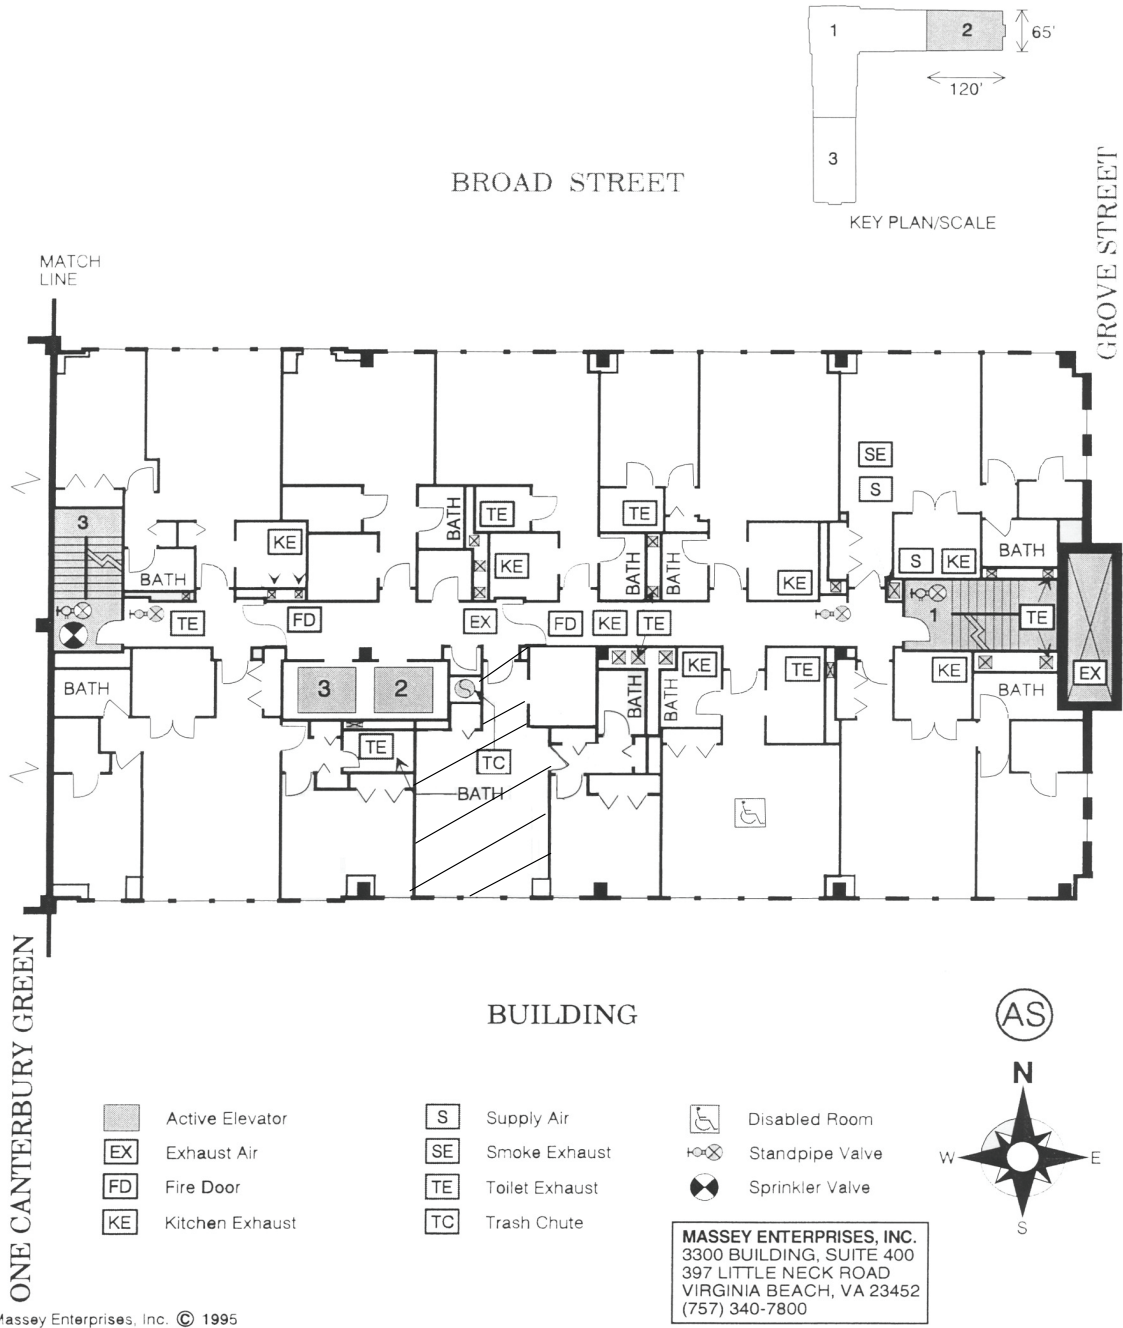 1
2
65'
120'
3
KEY PLAN/SCALE
BROAD STREET
GROVE STREET
MATCH
LINE
SE
S
3
KE
BATH
TE
BATH
KE
TE
BATH
BATH
KE
S
KE
BATH
TE
FD
EX
FD
KE
TE
1
TE
BATH
3
2
BATH
BATH
KE
TE
KE
BATH
EX
TE
TC
BATH
ONE CANTERBURY GREEN
BUILDING
AS
N
W
E
S
Active Elevator
EX Exhaust Air
FD Fire Door
KE Kitchen Exhaust
S Supply Air
SE Smoke Exhaust
TE Toilet Exhaust
TC Trash Chute
Disabled Room
Standpipe Valve
Sprinkler Valve
MASSEY ENTERPRISES, INC.
3300 BUILDING, SUITE 400
397 LITTLE NECK ROAD
VIRGINIA BEACH, VA 23452
(757) 340-7800
Massey Enterprises, Inc. © 1995